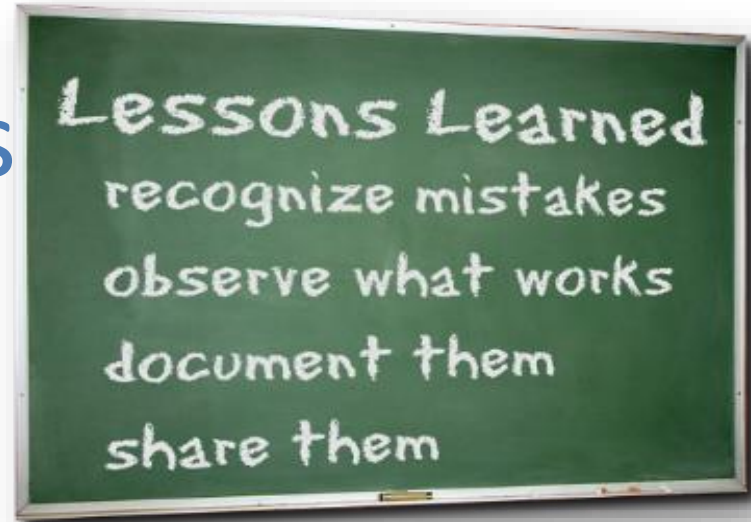 S
Lessons Learned
recognize mistakes
observe what works
document them
share them